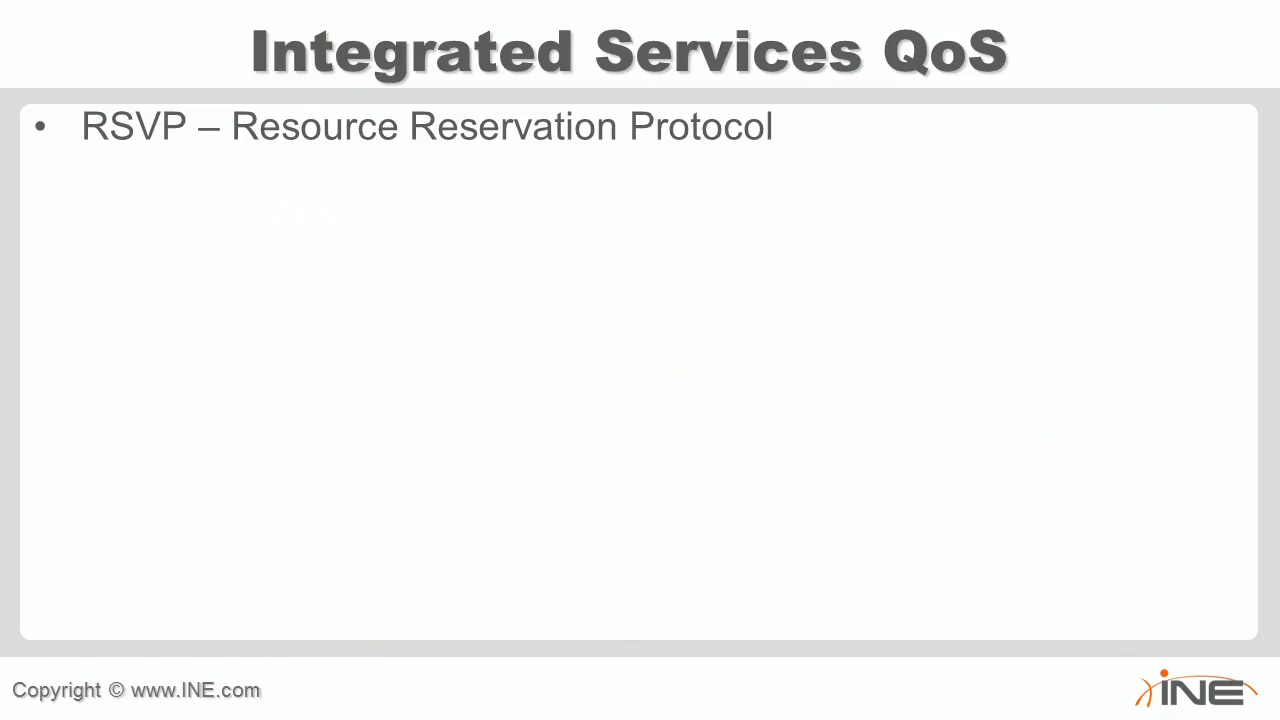 Integrated Services QoS
• RSVP – Resource Reservation Protocol
Copyright © www.INE.com
INE